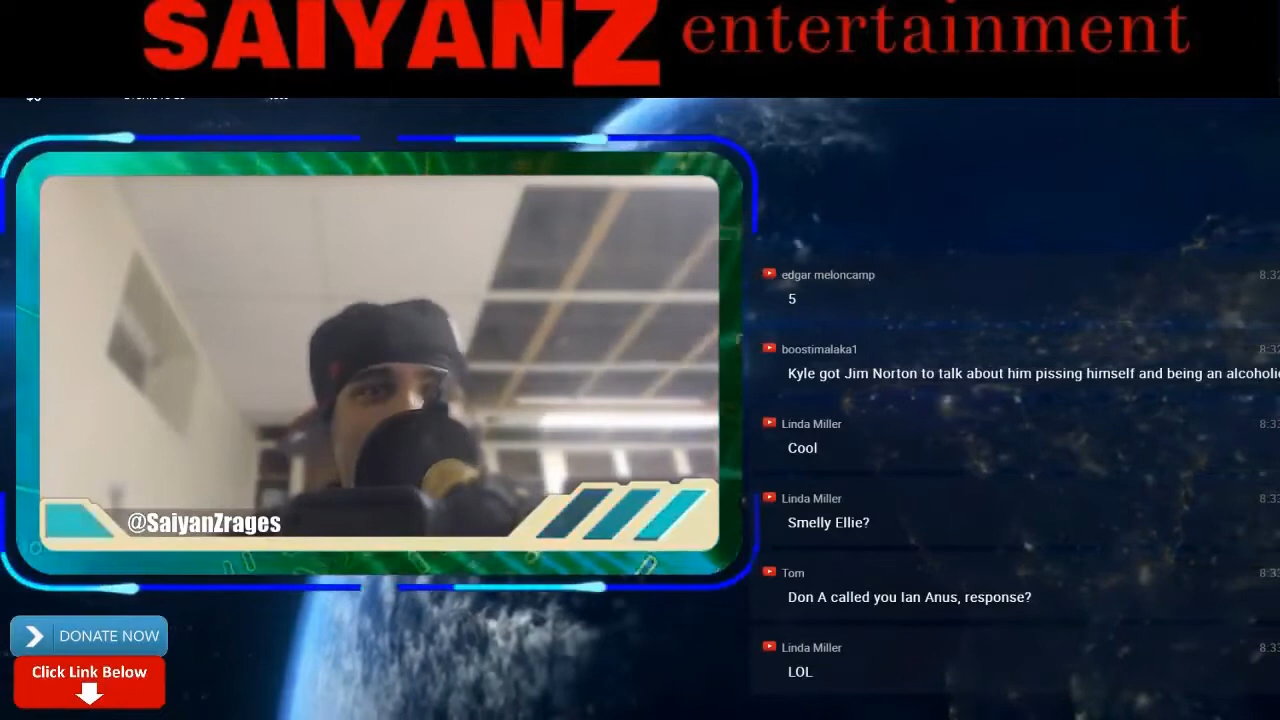 SAIYANZ entertainment
edgar meloncamp
5
boostimalaka1
Kyle got Jim Norton to talk about him pissing himself and being an alcoholic
Linda Miller
Cool
Linda Miller
Smelly Ellie?
Tom
Don A called you Ian Anus, response?
Linda Miller
LOL
@SaiyanZrages
DONATE NOW
Click Link Below